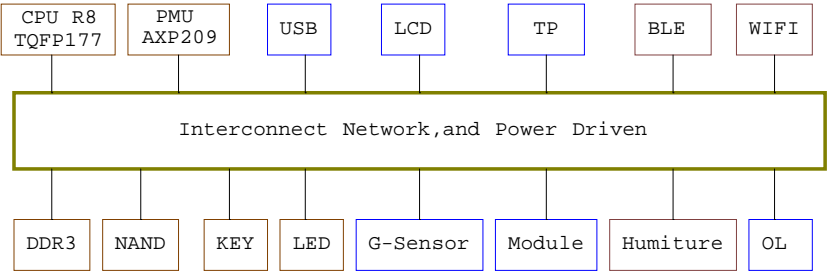 CPU R8
TQFP177
PMU
AXP209
USB
LCD
TP
BLE
WIFI
Interconnect Network,and Power Driven
DDR3
NAND
KEY
LED
G-Sensor
Module
Humiture
OL